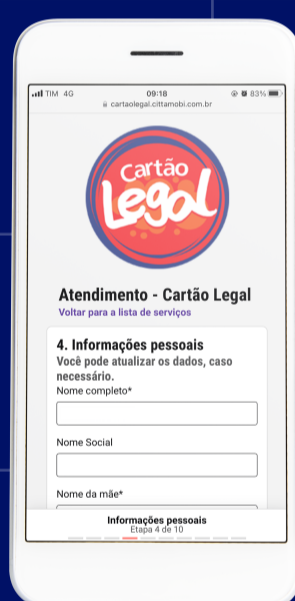 TIM 4G 09:18 83%
cartaolegal.cittamobi.com.br
Cartão
Legal
Atendimento - Cartão Legal
Voltar para a lista de serviços
4. Informações pessoais
Você pode atualizar os dados, caso
necessário.
Nome completo*
Nome Social
Nome da mãe*
Informações pessoais
Etapa 4 de 10